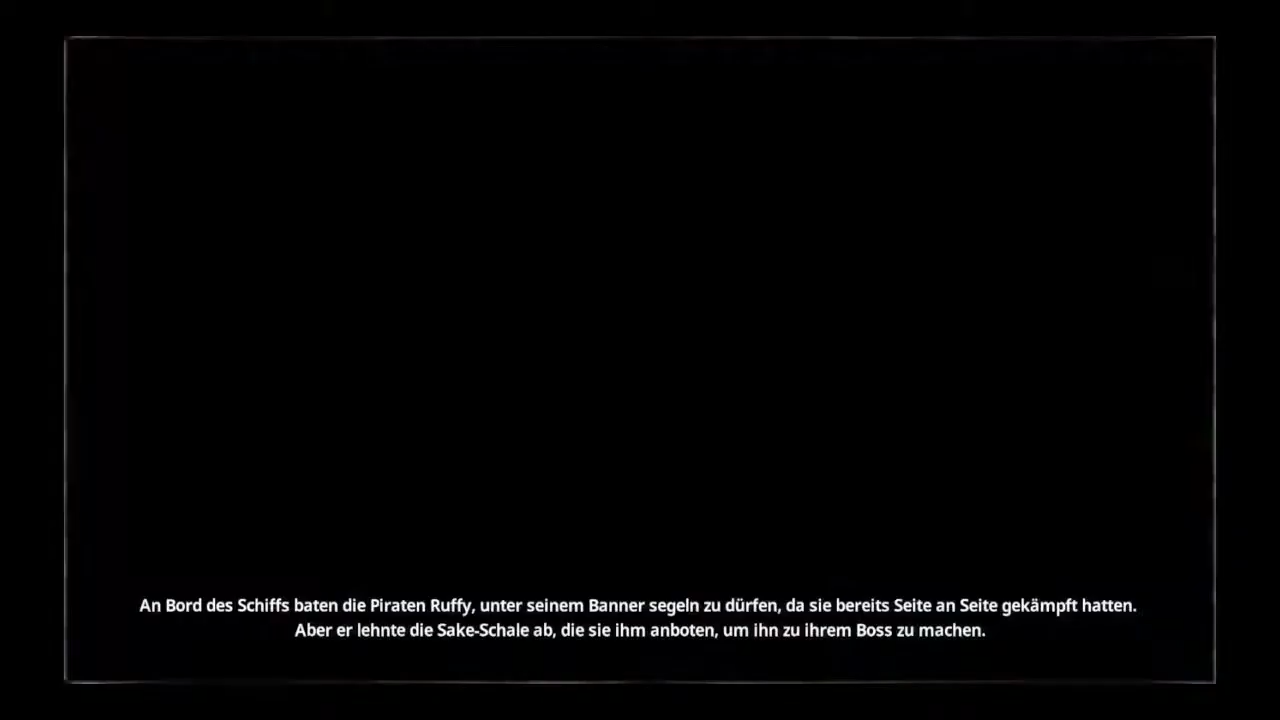 An Bord des Schiffs baten die Piraten Ruffy, unter seinem Banner segeln zu dürfen, da sie bereits Seite an Seite gekämpft hatten.
Aber er lehnte die Sake-Schale ab, die sie ihm anboten, um ihn zu ihrem Boss zu machen.